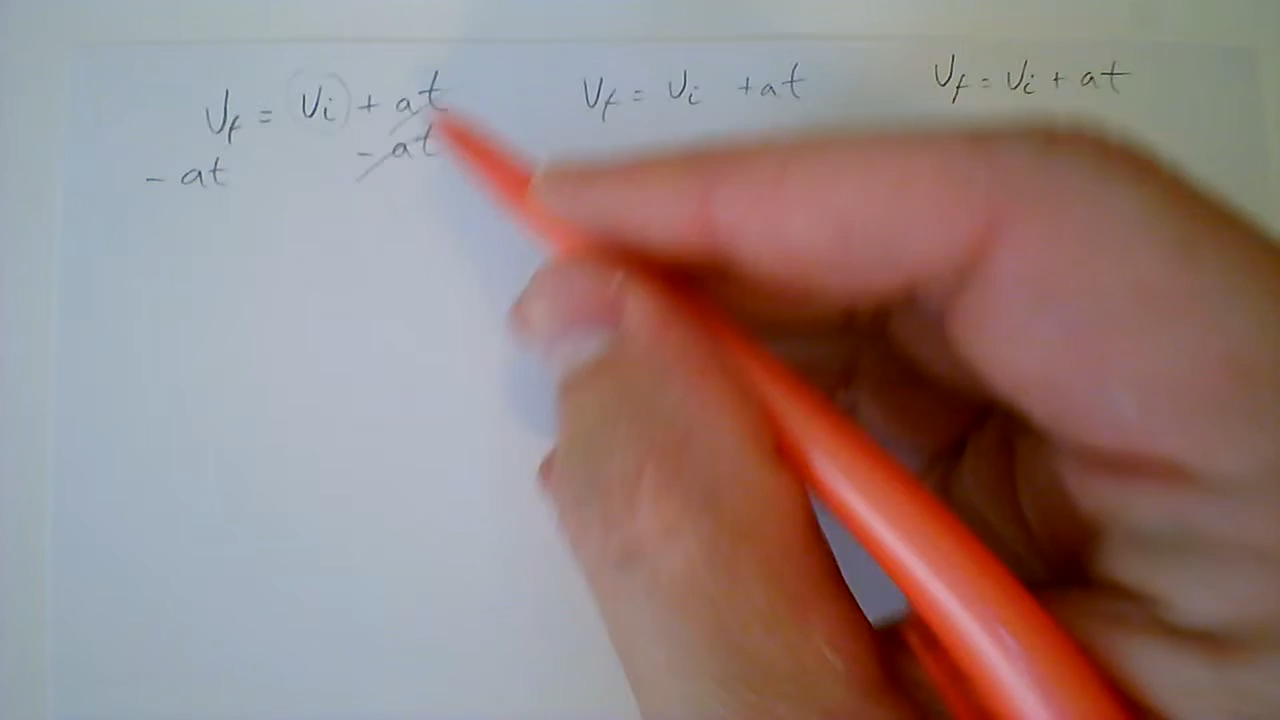 Vf = Vi + at
- at - at
Vf = Vi + at
Vf = Vi + at